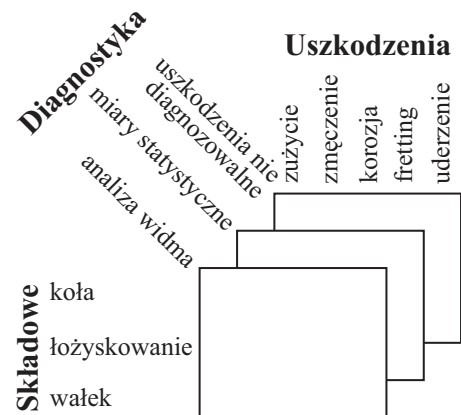 Uszkodzenia
Diagnostyka
uszkodzenia nie
diagnozowalne
miary statystyczne
analiza widma
zużycie
zmęczenie
korozja
fretting
uderzenie
Składowe
koła
łożyskowanie
wałek